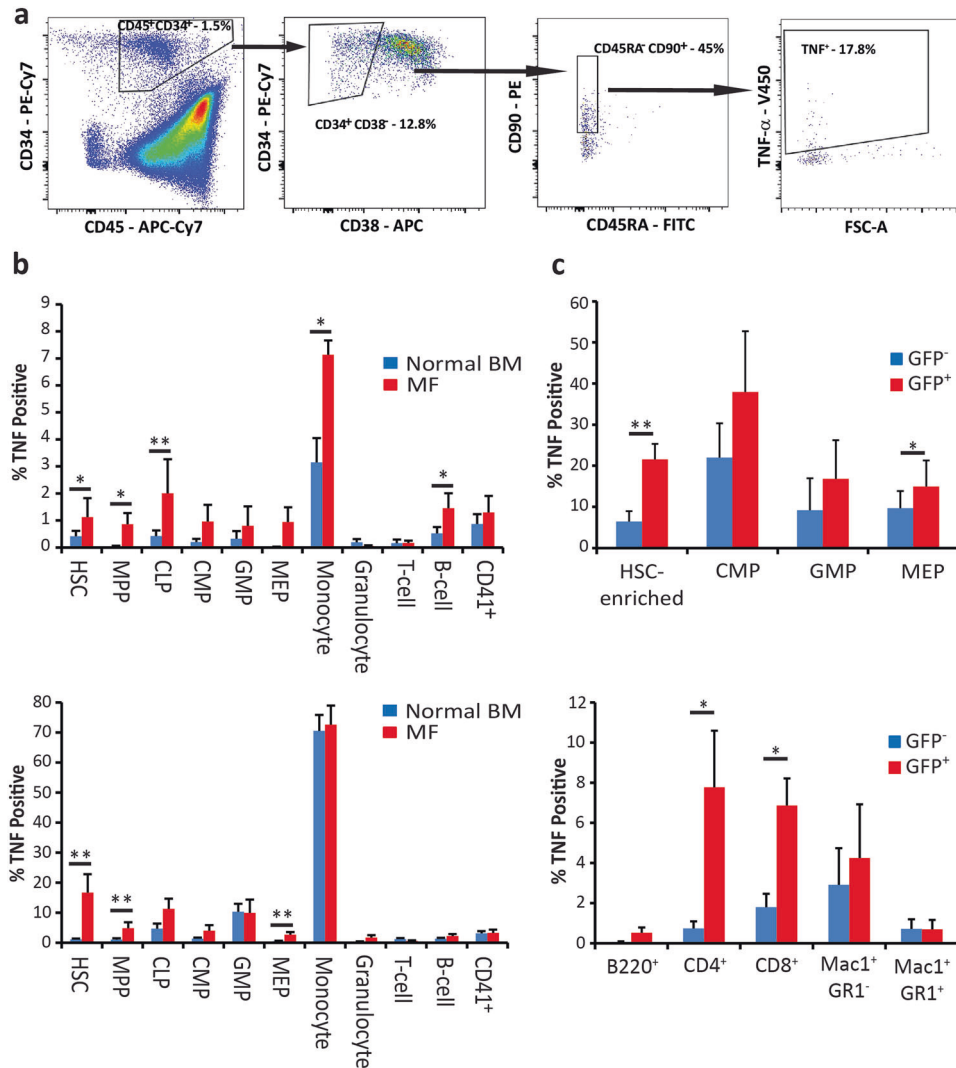 a
CD45⁺CD34⁺ - 1.5%
CD34 - PE-Cy7
CD45 - APC-Cy7
CD34⁺ CD38⁻ - 12.8%
CD34 - PE-Cy7
CD38 - APC
CD45RA⁻ CD90⁺ - 45%
CD90 - PE
CD45RA - FITC
TNF⁺ - 17.8%
TNF-α - V450
FSC-A
b
% TNF Positive
9
8
7
6
5
4
3
2
1
0
* * ** * *
Normal BM
MF
HSC
MPP
CLP
CMP
GMP
MEP
Monocyte
Granulocyte
T-cell
B-cell
CD41⁺
c
% TNF Positive
60
50
40
30
20
10
0
** *
GFP⁻
GFP⁺
HSC-
enriched
CMP
GMP
MEP
% TNF Positive
80
70
60
50
40
30
20
10
0
** ** **
Normal BM
MF
HSC
MPP
CLP
CMP
GMP
MEP
Monocyte
Granulocyte
T-cell
B-cell
CD41⁺
% TNF Positive
12
10
8
6
4
2
0
* *
GFP⁻
GFP⁺
B220⁺
CD4⁺
CD8⁺
Mac1⁺
GR1⁻
Mac1⁺
GR1⁺